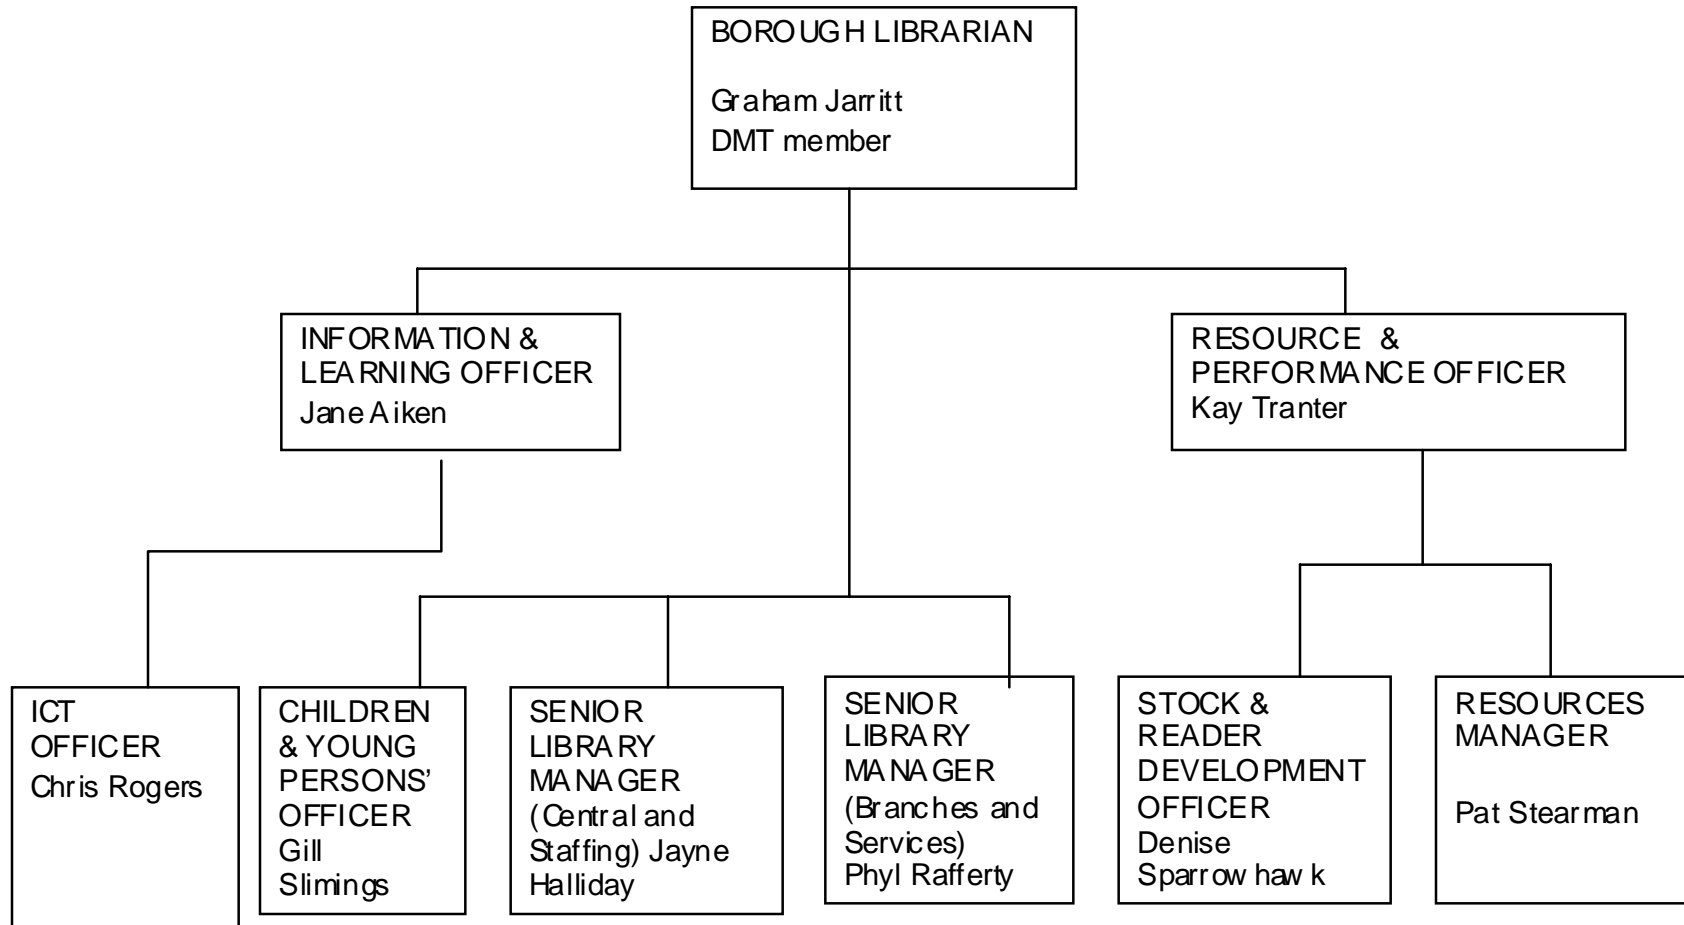 BOROUGH LIBRARIAN
Graham Jarritt
DMT member
INFORMATION &
LEARNING OFFICER
Jane Aiken
RESOURCE &
PERFORMANCE OFFICER
Kay Tranter
ICT
OFFICER
Chris Rogers
CHILDREN
& YOUNG
PERSONS’
OFFICER
Gill
Slimings
SENIOR
LIBRARY
MANAGER
(Central and
Staffing) Jayne
Halliday
SENIOR
LIBRARY
MANAGER
(Branches and
Services)
Phyl Rafferty
STOCK &
READER
DEVELOPMENT
OFFICER
Denise
Sparrowhawk
RESOURCES
MANAGER
Pat Stearman